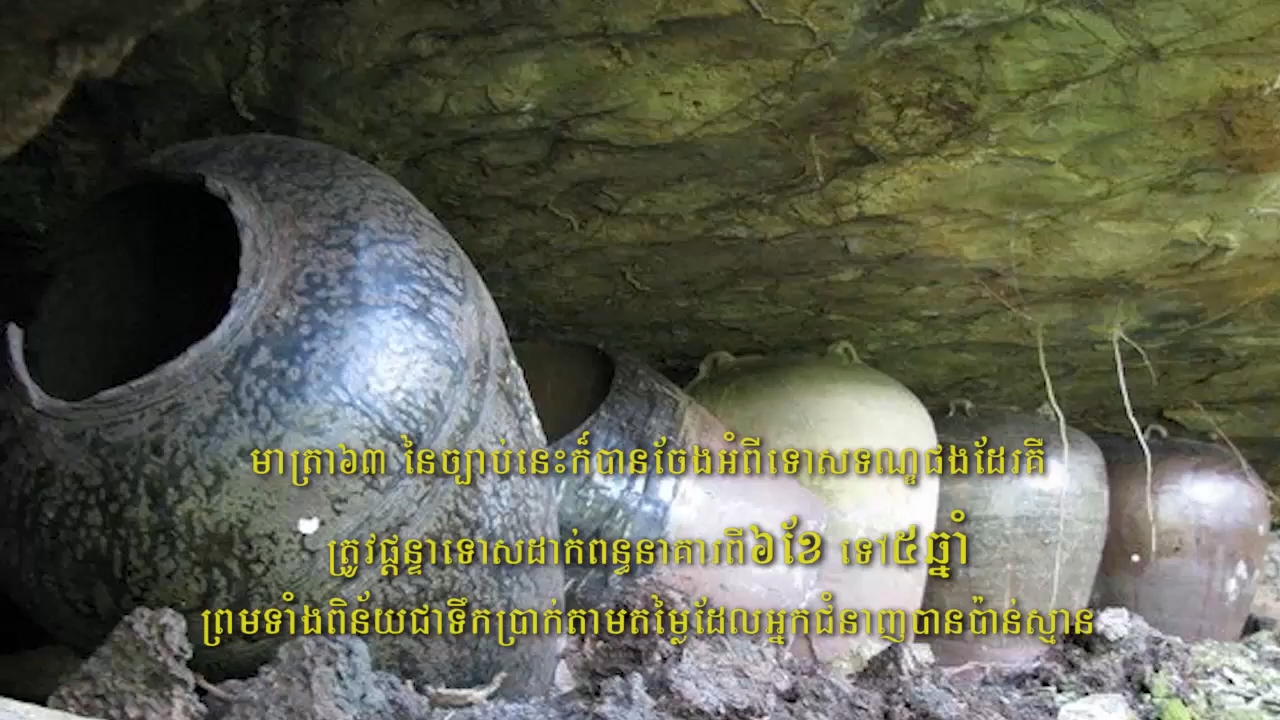 មាត្រា៦៣ នៃច្បាប់នេះក៏បានចែងអំពីទោសទណ្ឌផងដែរគឺ
ត្រូវផ្តន្ទាទោសដាក់ពន្ធនាគារពី៦ខែ ទៅ៥ឆ្នាំ
ព្រមទាំងពិន័យជាទឹកប្រាក់តាមតម្លៃដែលអ្នកជំនាញបានប៉ាន់ស្មាន